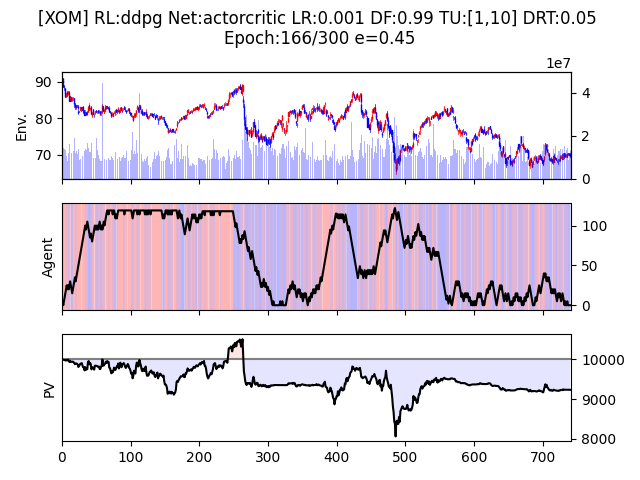 [XOM] RL:ddpg Net:actorcritic LR:0.001 DF:0.99 TU:[1,10] DRT:0.05
Epoch:166/300 e=0.45
1e7
90
80
70
Env.
4
2
0
Agent
100
50
0
PV
10000
9000
8000
0 100 200 300 400 500 600 700